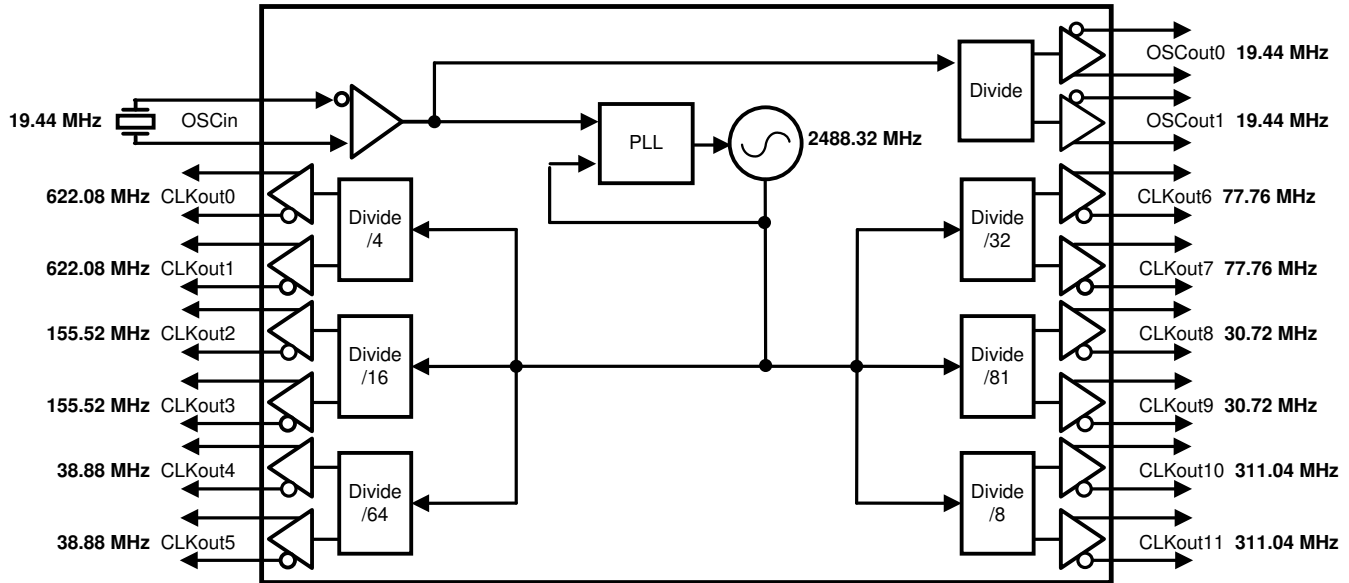 OSCout0 19.44 MHz
Divide
19.44 MHz
OSCin
OSCout1 19.44 MHz
PLL
2488.32 MHz
622.08 MHz CLKout0
Divide
/4
Divide
/32
CLKout6 77.76 MHz
622.08 MHz CLKout1
CLKout7 77.76 MHz
155.52 MHz CLKout2
Divide
/16
Divide
/81
CLKout8 30.72 MHz
155.52 MHz CLKout3
CLKout9 30.72 MHz
38.88 MHz CLKout4
Divide
/64
Divide
/8
CLKout10 311.04 MHz
38.88 MHz CLKout5
CLKout11 311.04 MHz